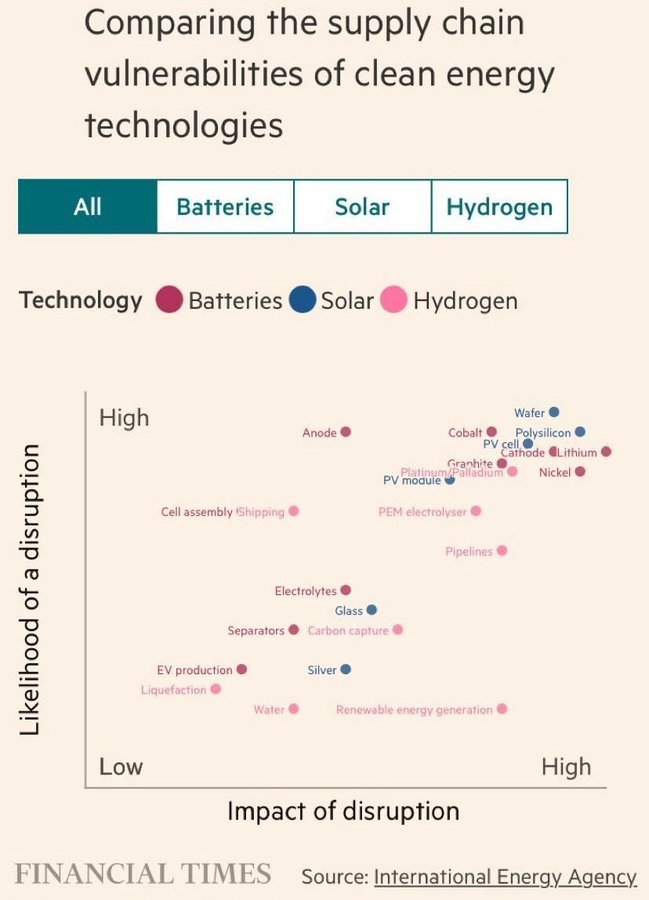 Comparing the supply chain
vulnerabilities of clean energy
technologies
All
Batteries
Solar
Hydrogen
Technology
Batteries
Solar
Hydrogen
High
Wafer
Anode
Cobalt
Polysilicon
PV cell
Cathode
Lithium
Graphite
Platinum/Palladium
Nickel
PV module
Cell assembly
Shipping
PEM electrolyser
Pipelines
Electrolytes
Glass
Separators
Carbon capture
EV production
Silver
Liquefaction
Water
Renewable energy generation
Low
High
Likelihood of a disruption
Impact of disruption
FINANCIAL TIMES
Source: International Energy Agency